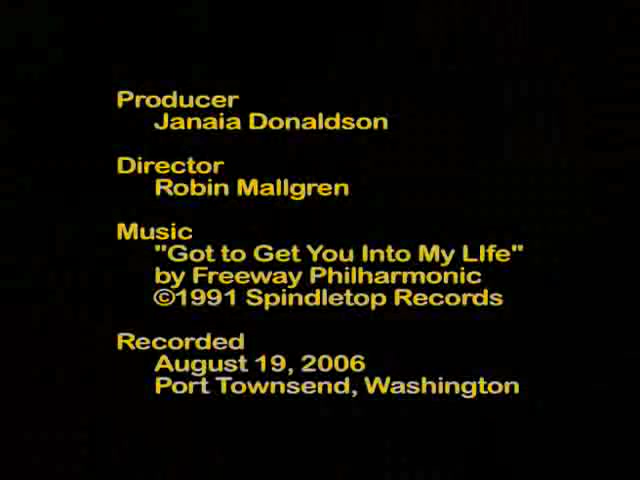 Producer
Janaia Donaldson
Director
Robin Mallgren
Music
"Got to Get You Into My LIfe"
by Freeway Philharmonic
©1991 Spindletop Records
Recorded
August 19, 2006
Port Townsend, Washington